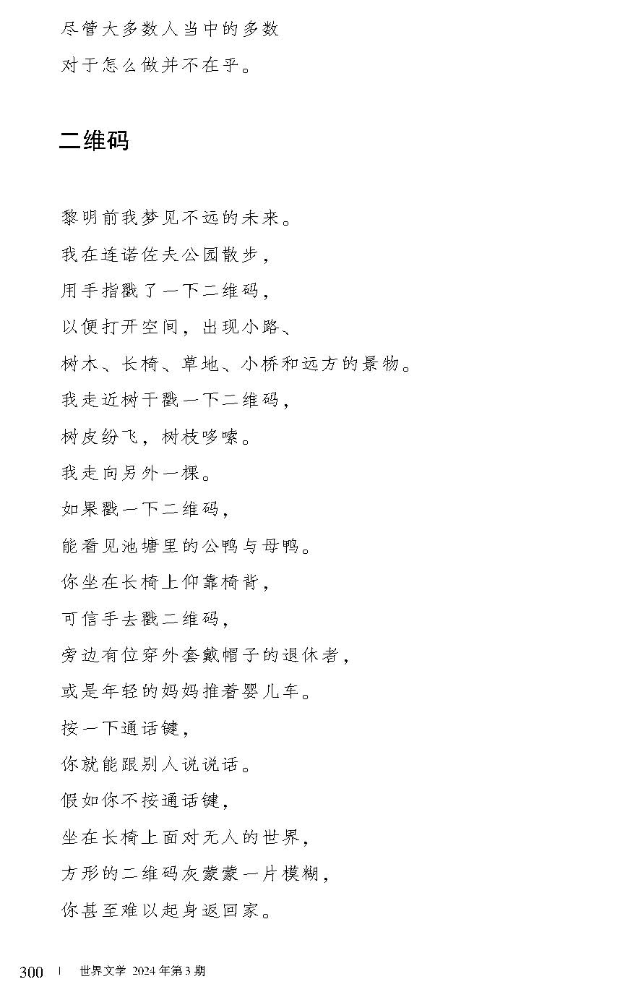 尽管大多数人当中的多数
对于怎么做并不在乎。
二维码
黎明前我梦见不远的未来。
我在连诺佐夫公园散步，
用手指戳了一下二维码，
以便打开空间，出现小路、
树木、长椅、草地、小桥和远方的景物。
我走近树干戳一下二维码，
树皮纷飞，树枝哆嗦。
我走向另外一棵。
如果戳一下二维码，
能看见池塘里的公鸭与母鸭。
你坐在长椅上仰靠椅背，
可信手去戳二维码，
旁边有位穿外套戴帽子的退休者，
或是年轻的妈妈推着婴儿车。
按一下通话键，
你就能跟别人说说话。
假如你不按通话键，
坐在长椅上面对无人的世界，
方形的二维码灰蒙蒙一片模糊，
你甚至难以起身返回家。
300 | 世界文学 2024 年第 3 期